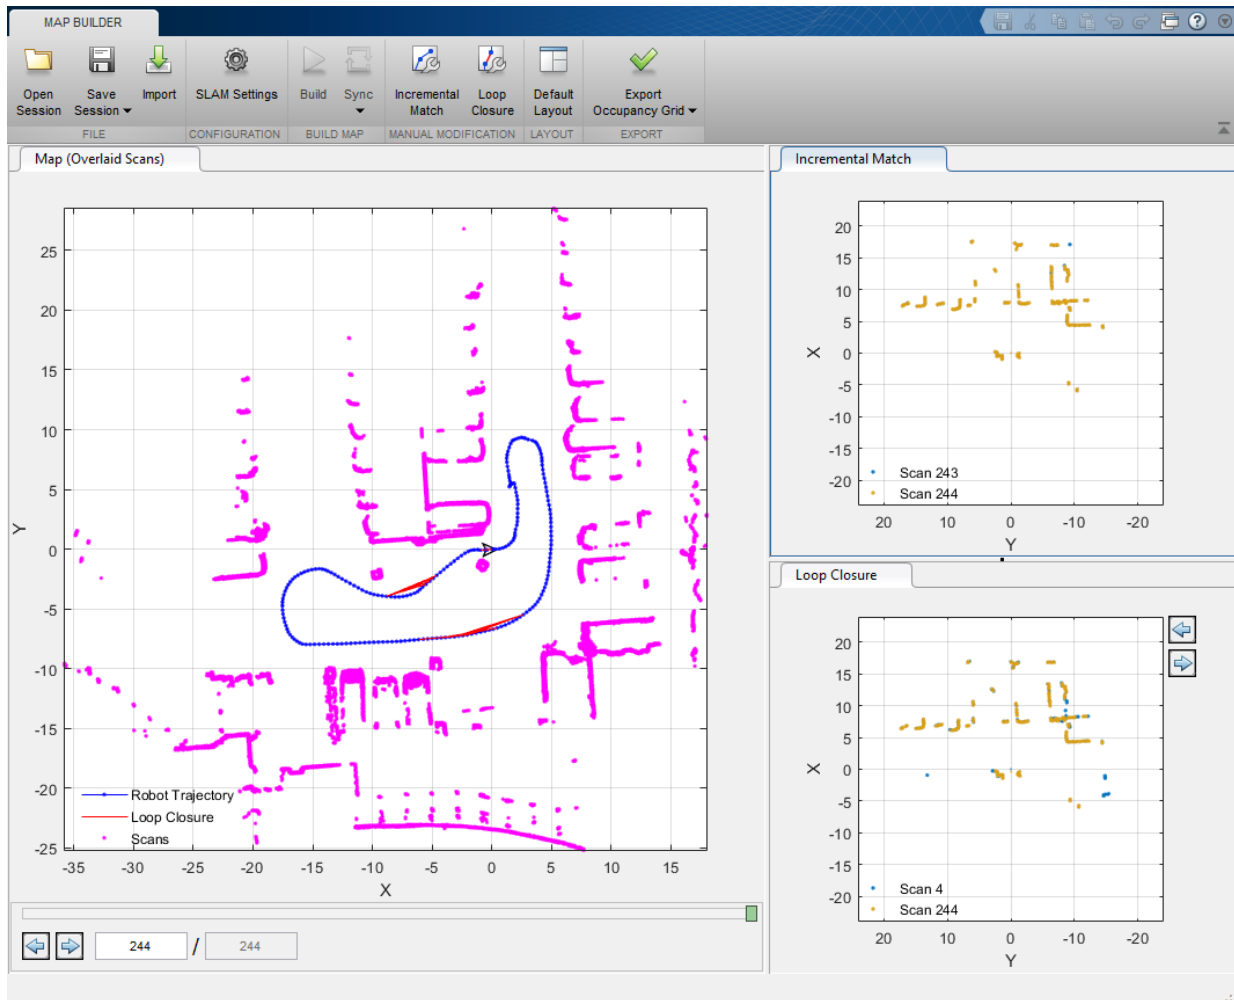 MAP BUILDER
Open Session
Save Session
Import
SLAM Settings
Build
Sync
Incremental Match
Loop Closure
Default Layout
Export Occupancy Grid
FILE
CONFIGURATION
BUILD MAP
MANUAL MODIFICATION
LAYOUT
EXPORT
Map (Overlaid Scans)
25
20
15
10
5
0
-5
-10
-15
-20
-25
Y
Robot Trajectory
Loop Closure
Scans
-35 -30 -25 -20 -15 -10 -5 0 5 10 15
X
244 / 244
Incremental Match
20
15
10
5
0
-5
-10
-15
-20
X
Scan 243
Scan 244
20 10 0 -10 -20
Y
Loop Closure
20
15
10
5
0
-5
-10
-15
-20
X
Scan 4
Scan 244
20 10 0 -10 -20
Y